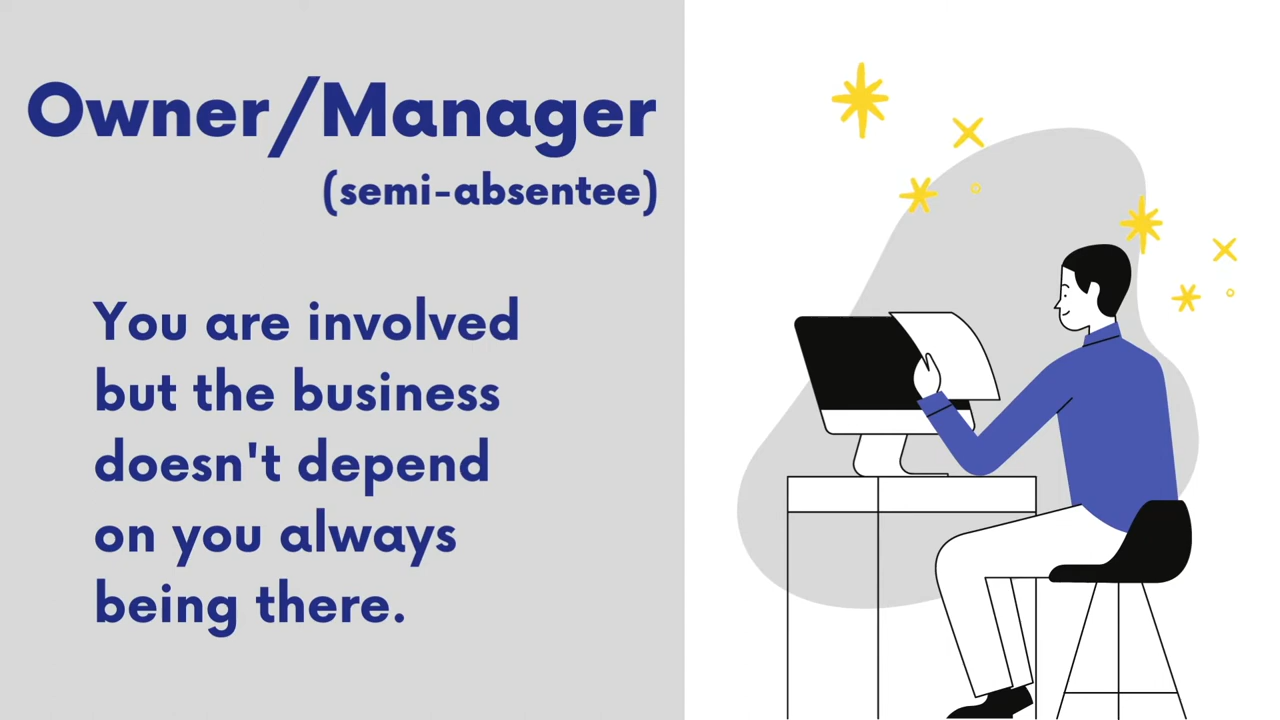 Owner/Manager
(semi-absentee)
You are involved
but the business
doesn't depend
on you always
being there.